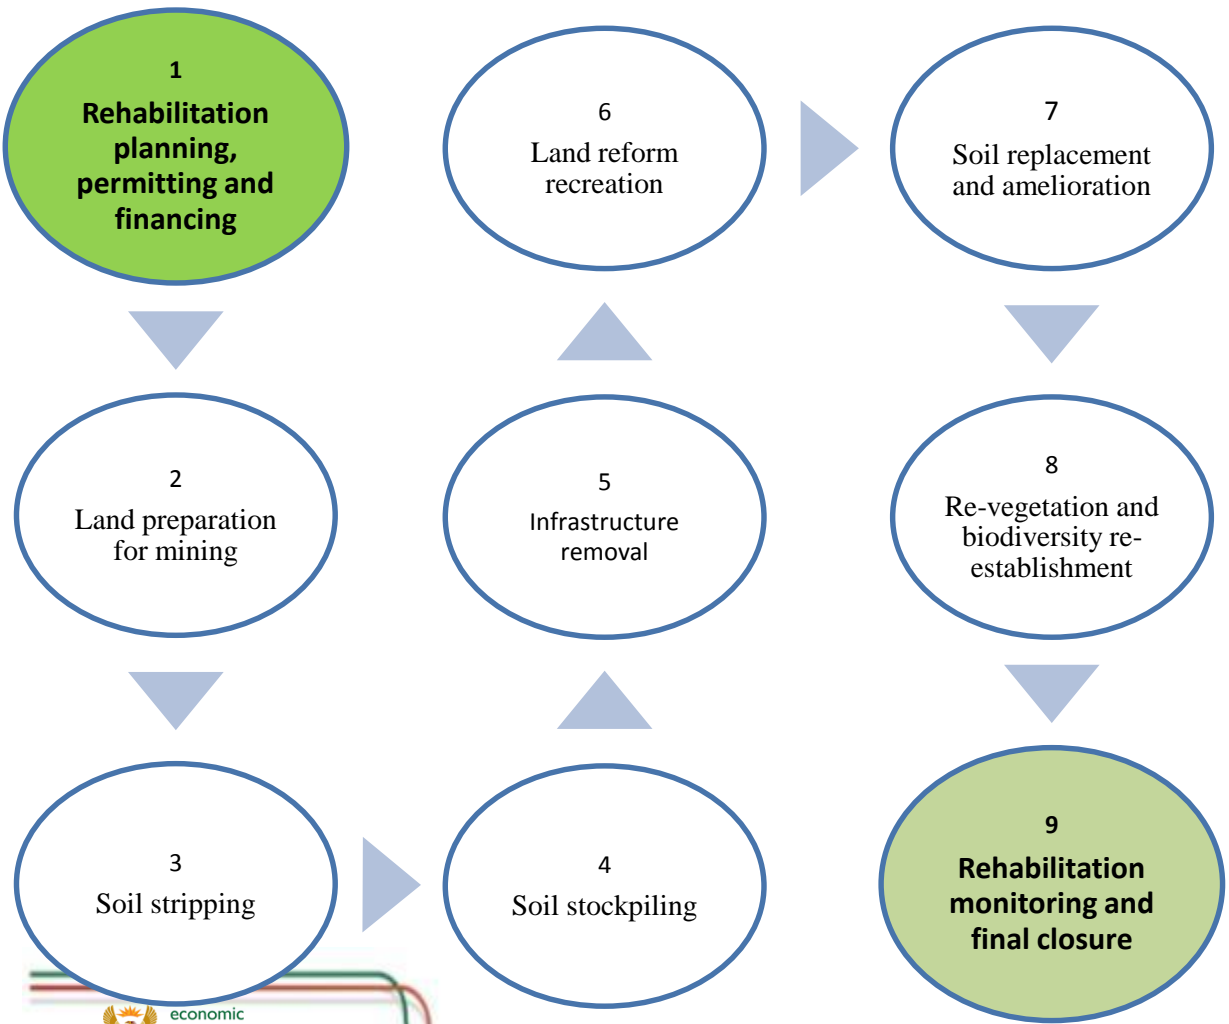 1
Rehabilitation
planning,
permitting and
financing
2
Land preparation
for mining
3
Soil stripping
4
Soil stockpiling
5
Infrastructure
removal
6
Land reform
recreation
7
Soil replacement
and amelioration
8
Re-vegetation and
biodiversity re-
establishment
9
Rehabilitation
monitoring and
final closure
economic